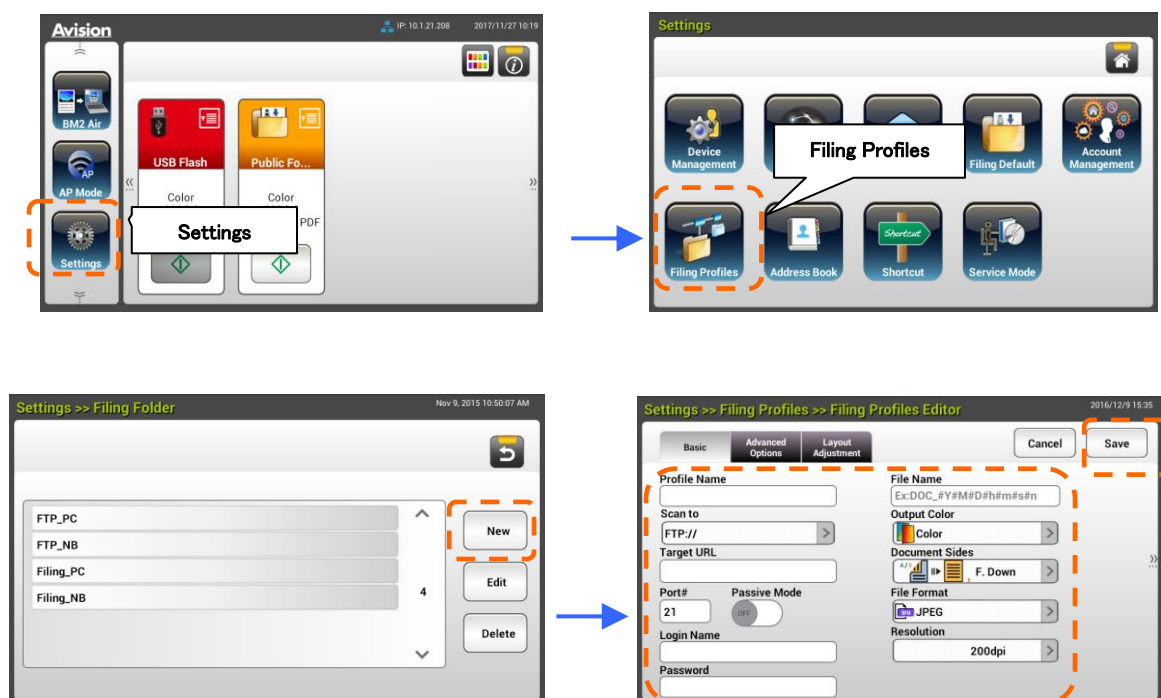 Avision
IP: 10.1.21.208 2017/11/27 10:19
BM2 Air
AP
AP Mode
Settings
USB Flash
Color
Public Fo...
Color
PDF
Settings
Settings
Device
Management
Filing Default
Account
Management
Filing Profiles
Filing Profiles
Address Book
Shortcut
Shortcut
Service Mode
Settings >> Filing Folder
Nov 9, 2015 10:50:07 AM
FTP_PC
FTP_NB
Filing_PC
Filing_NB
4
New
Edit
Delete
Settings >> Filing Profiles >> Filing Profiles Editor
2016/12/9 15:35
Basic
Advanced
Options
Layout
Adjustment
Cancel
Save
Profile Name
Scan to
FTP://
Target URL
Port#
21
Passive Mode
OFF
Login Name
Password
File Name
Ex:DOC_#Y#M#D#h#m#s#n
Output Color
Color
Document Sides
F. Down
File Format
JPEG
Resolution
200dpi